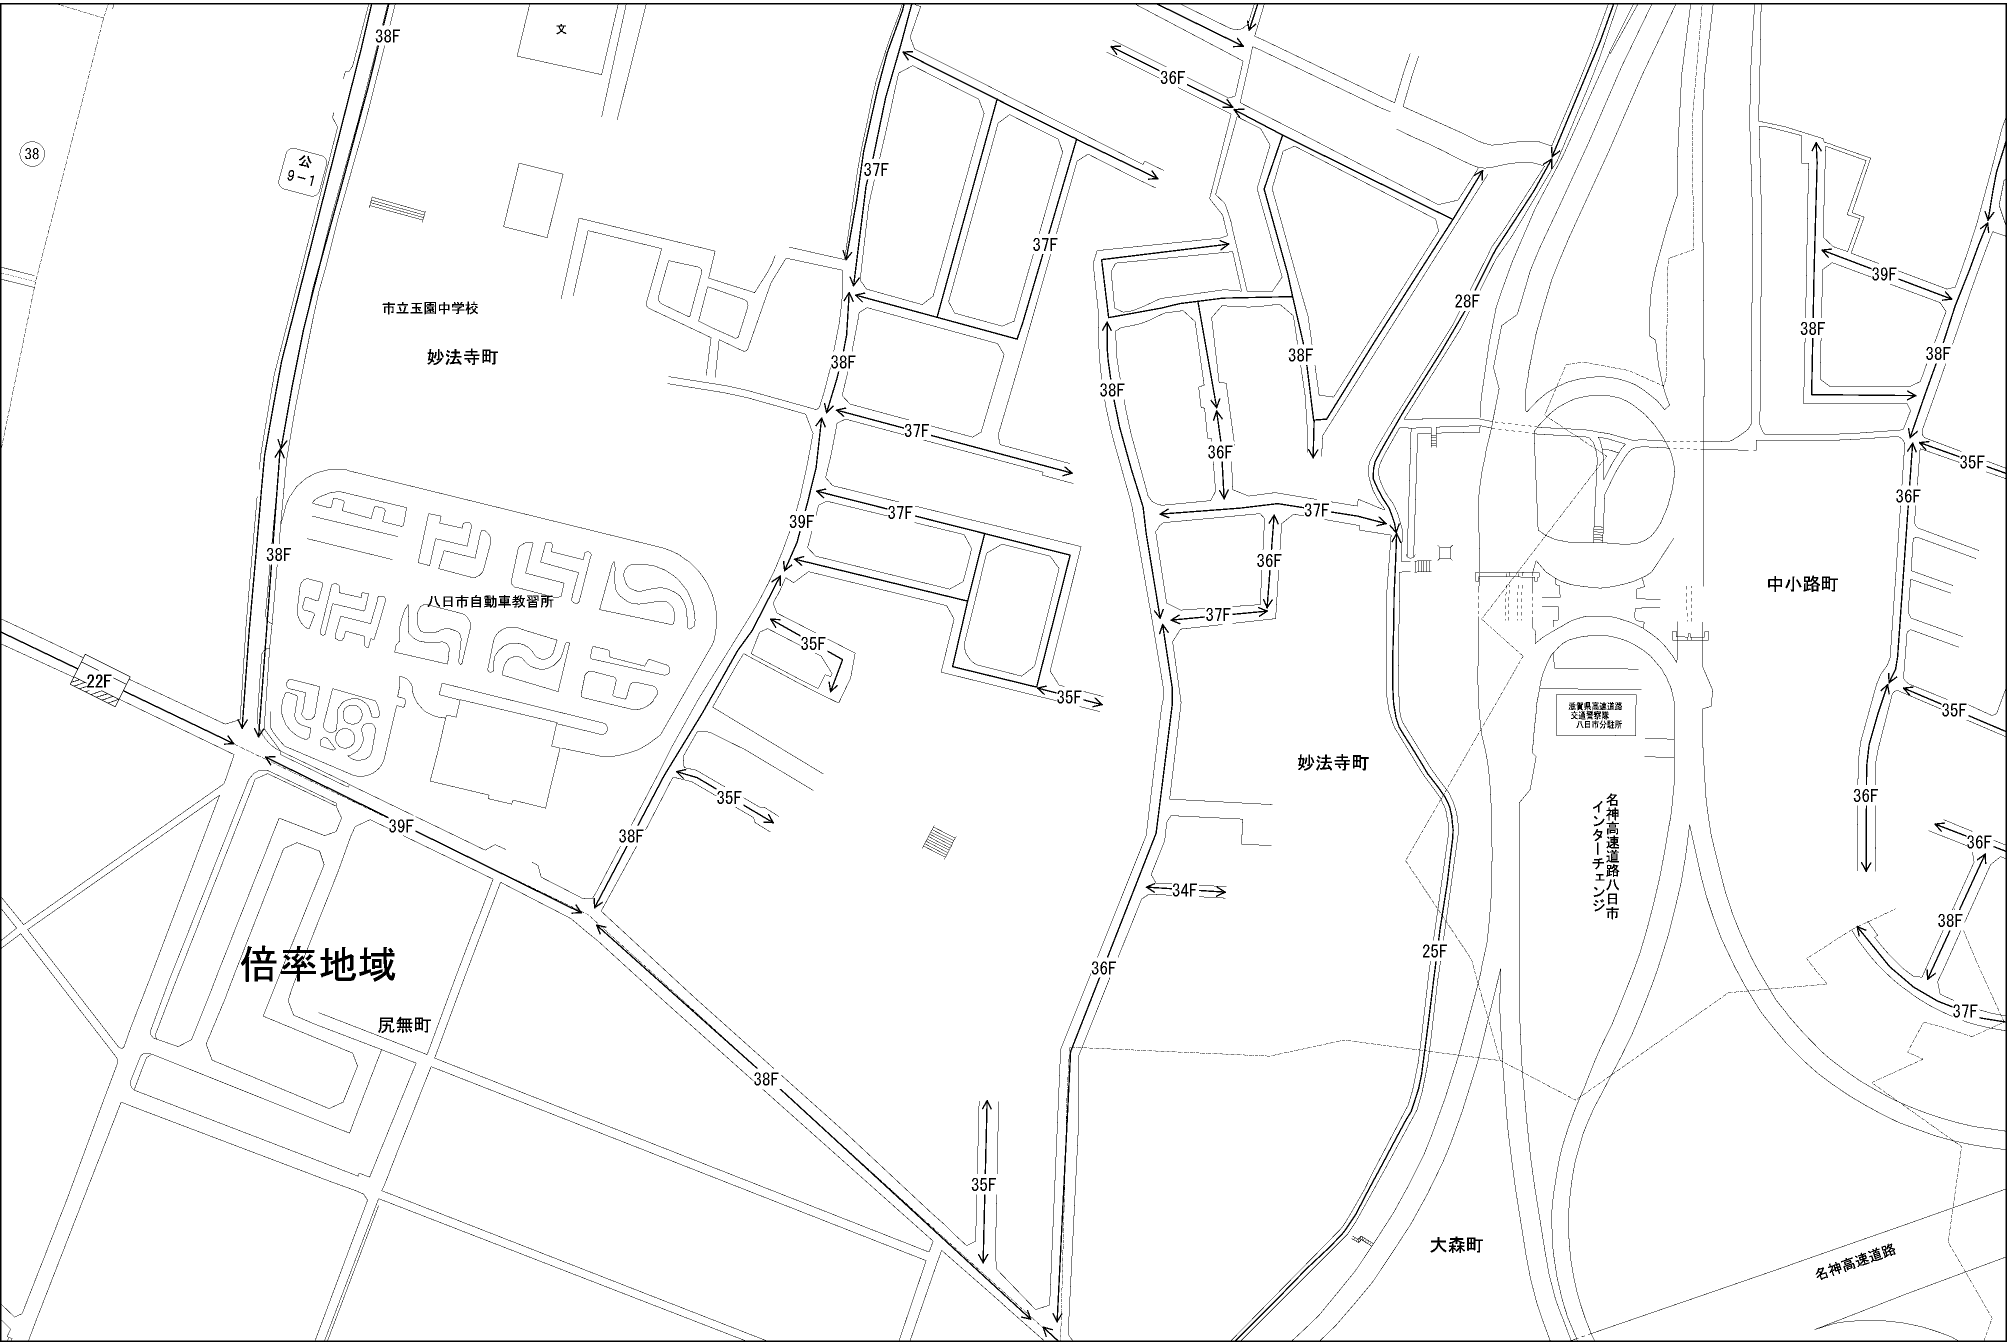 38F
文
36F
38
公
9-1
37F
37F
28F
39F
市立玉園中学校
38F
妙法寺町
38F
38F
38F
38F
37F
36F
35F
36F
37F
39F
37F
38F
36F
八日市自動車教習所
37F
中小路町
35F
22F
35F
滋賀県高速道路
交通警察隊
八日市分駐所
35F
妙法寺町
35F
36F
39F
38F
名神高速道路八日市
インターチェンジ
36F
34F
38F
倍率地域
36F
25F
37F
尻無町
38F
35F
大森町
名神高速道路